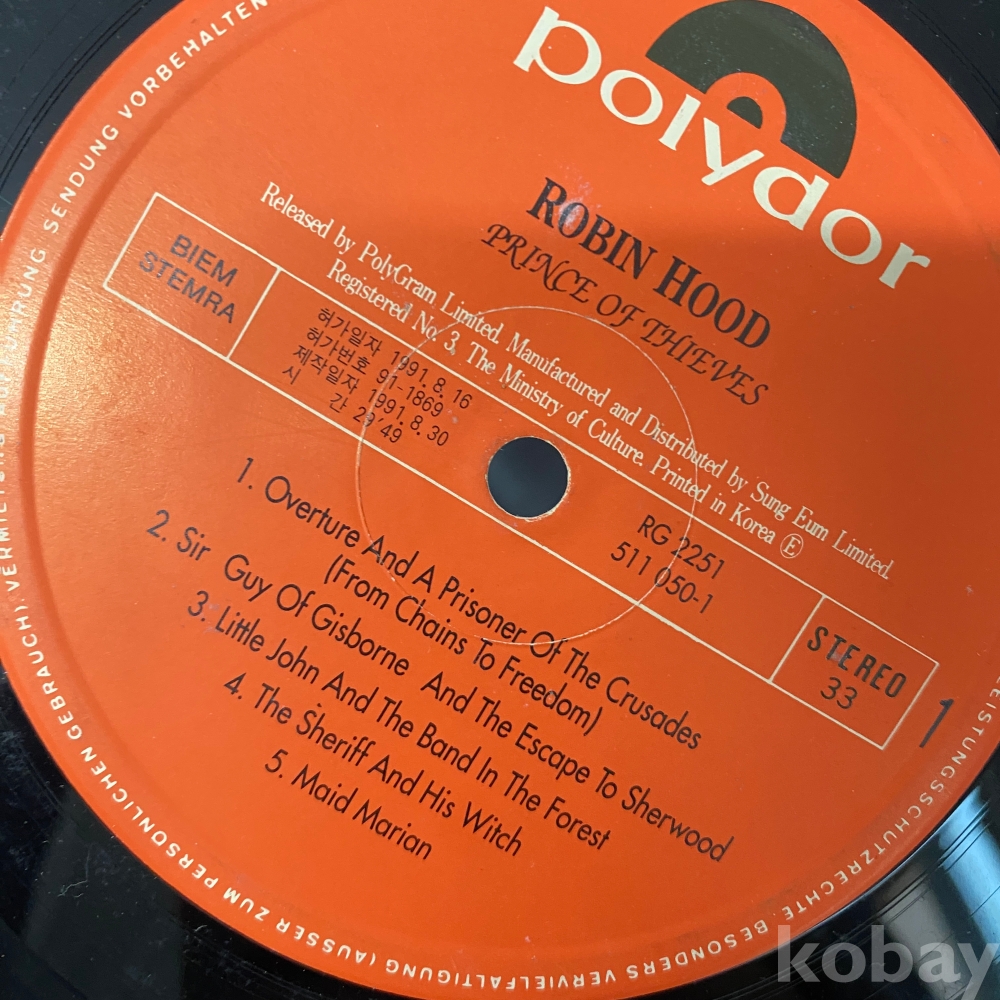 polydor
ROBIN HOOD
PRINCE OF THIEVES
Released by PolyGram Limited. Manufactured and Distributed by Sung Eum Limited.
Registered No. 3, The Ministry of Culture. Printed in Korea Ⓔ
BIEM
STEMRA
허가일자 1991. 8. 16
허가번호 91-1869
제작일자 1991. 8. 30
시 간 29'49
RG 2251
511 050-1
STEREO
33
1
1. Overture And A Prisoner Of The Crusades
(From Chains To Freedom)
2. Sir Guy Of Gisborne And The Escape To Sherwood
3. Little John And The Band In The Forest
4. The Sheriff And His Witch
5. Maid Marian
LEISTUNGSSCHUTZRECHTE, BESONDERS VERVIELFÄLTIGUNG (AUSSER ZUM PERSÖNLICHEN GEBRAUCH), SENDUNG VORBEHALTEN
kobay